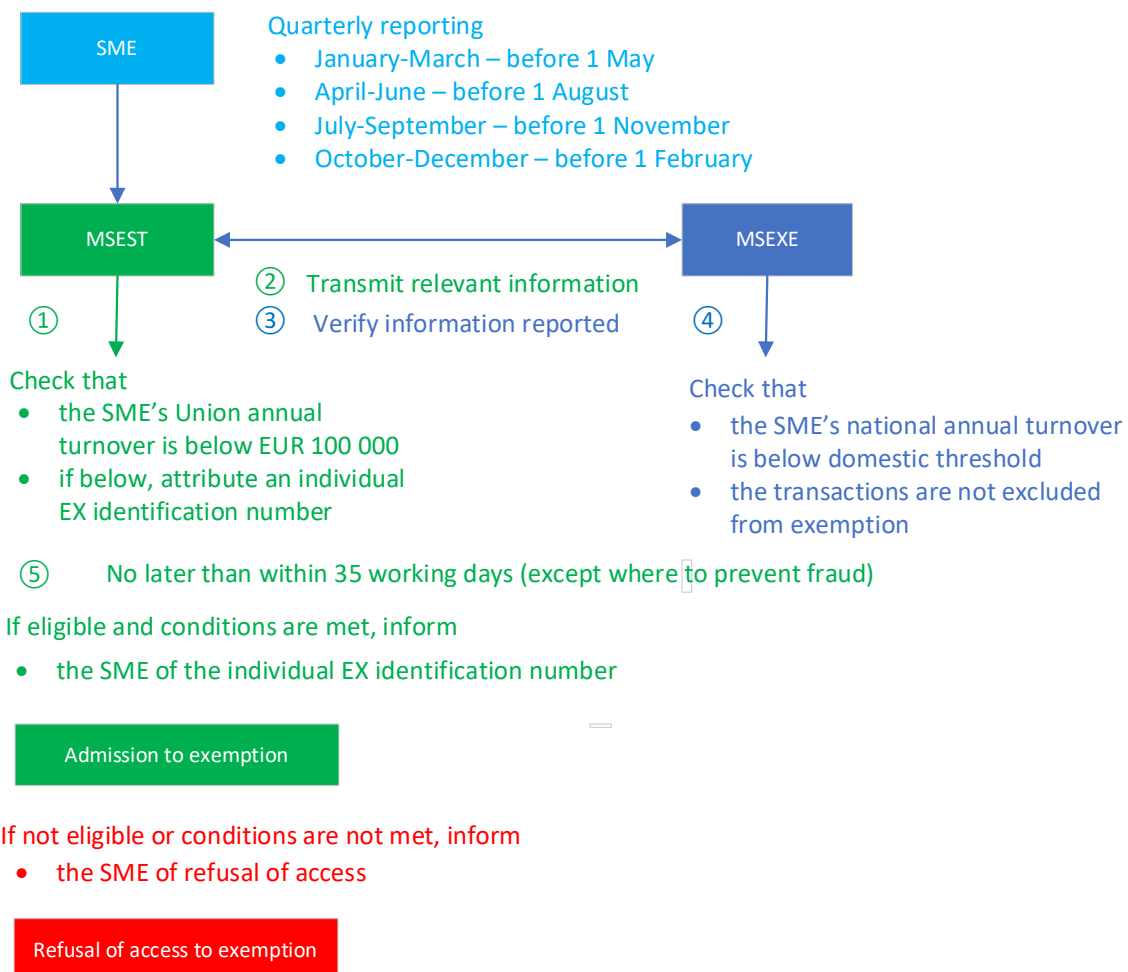 SME
Quarterly reporting
• January-March – before 1 May
• April-June – before 1 August
• July-September – before 1 November
• October-December – before 1 February
MSEST
MSEXE
② Transmit relevant information
① ③ Verify information reported ④
Check that
• the SME’s Union annual
turnover is below EUR 100 000
• if below, attribute an individual
EX identification number
Check that
• the SME’s national annual turnover
is below domestic threshold
• the transactions are not excluded
from exemption
⑤ No later than within 35 working days (except where to prevent fraud)
If eligible and conditions are met, inform
• the SME of the individual EX identification number
Admission to exemption
If not eligible or conditions are not met, inform
• the SME of refusal of access
Refusal of access to exemption